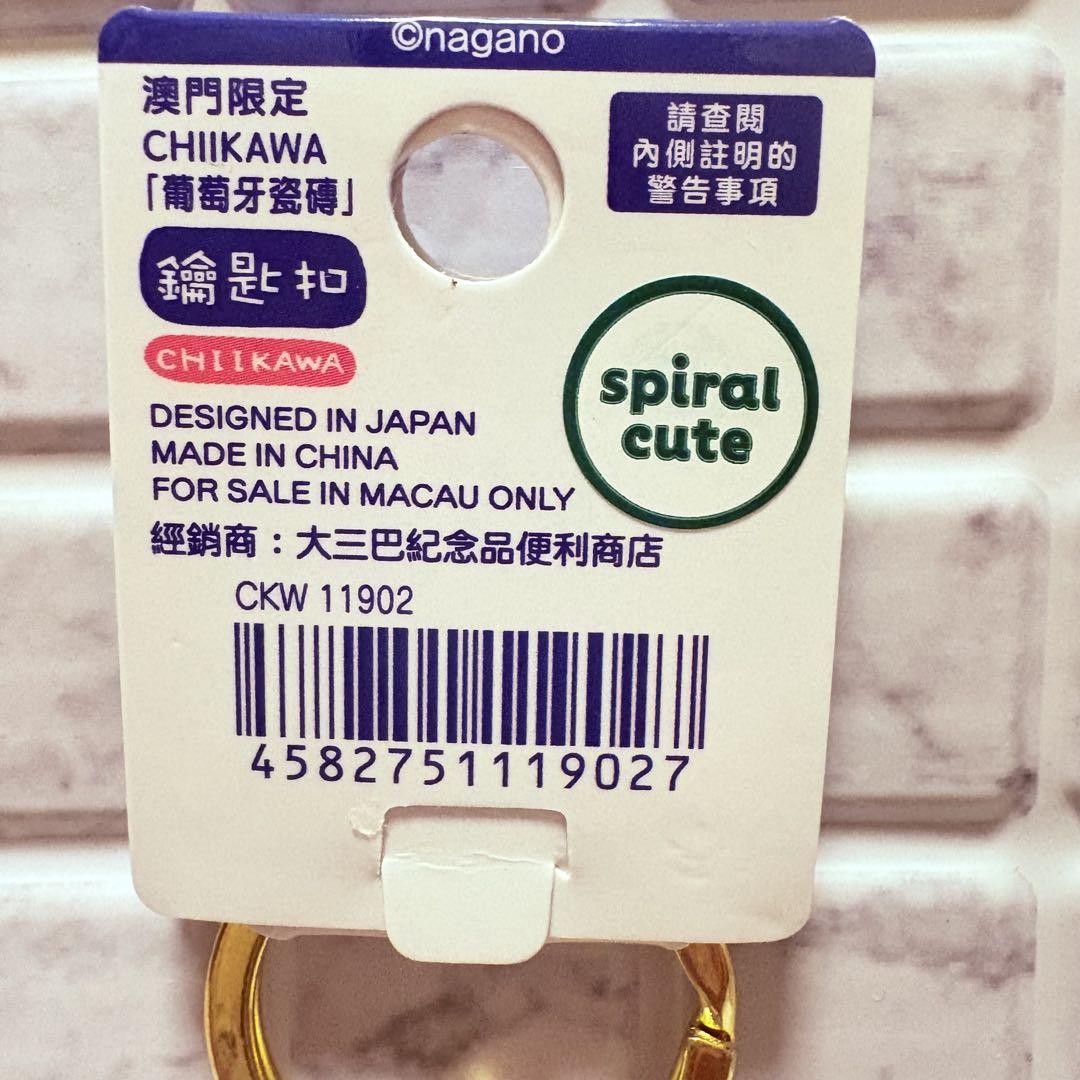 ©nagano
澳門限定
CHIIKAWA
「葡萄牙瓷磚」
鑰匙扣
CHIIKAWA
請查閱
內側註明的
警告事項
spiral
cute
DESIGNED IN JAPAN
MADE IN CHINA
FOR SALE IN MACAU ONLY
經銷商：大三巴紀念品便利商店
CKW 11902
4582751119027